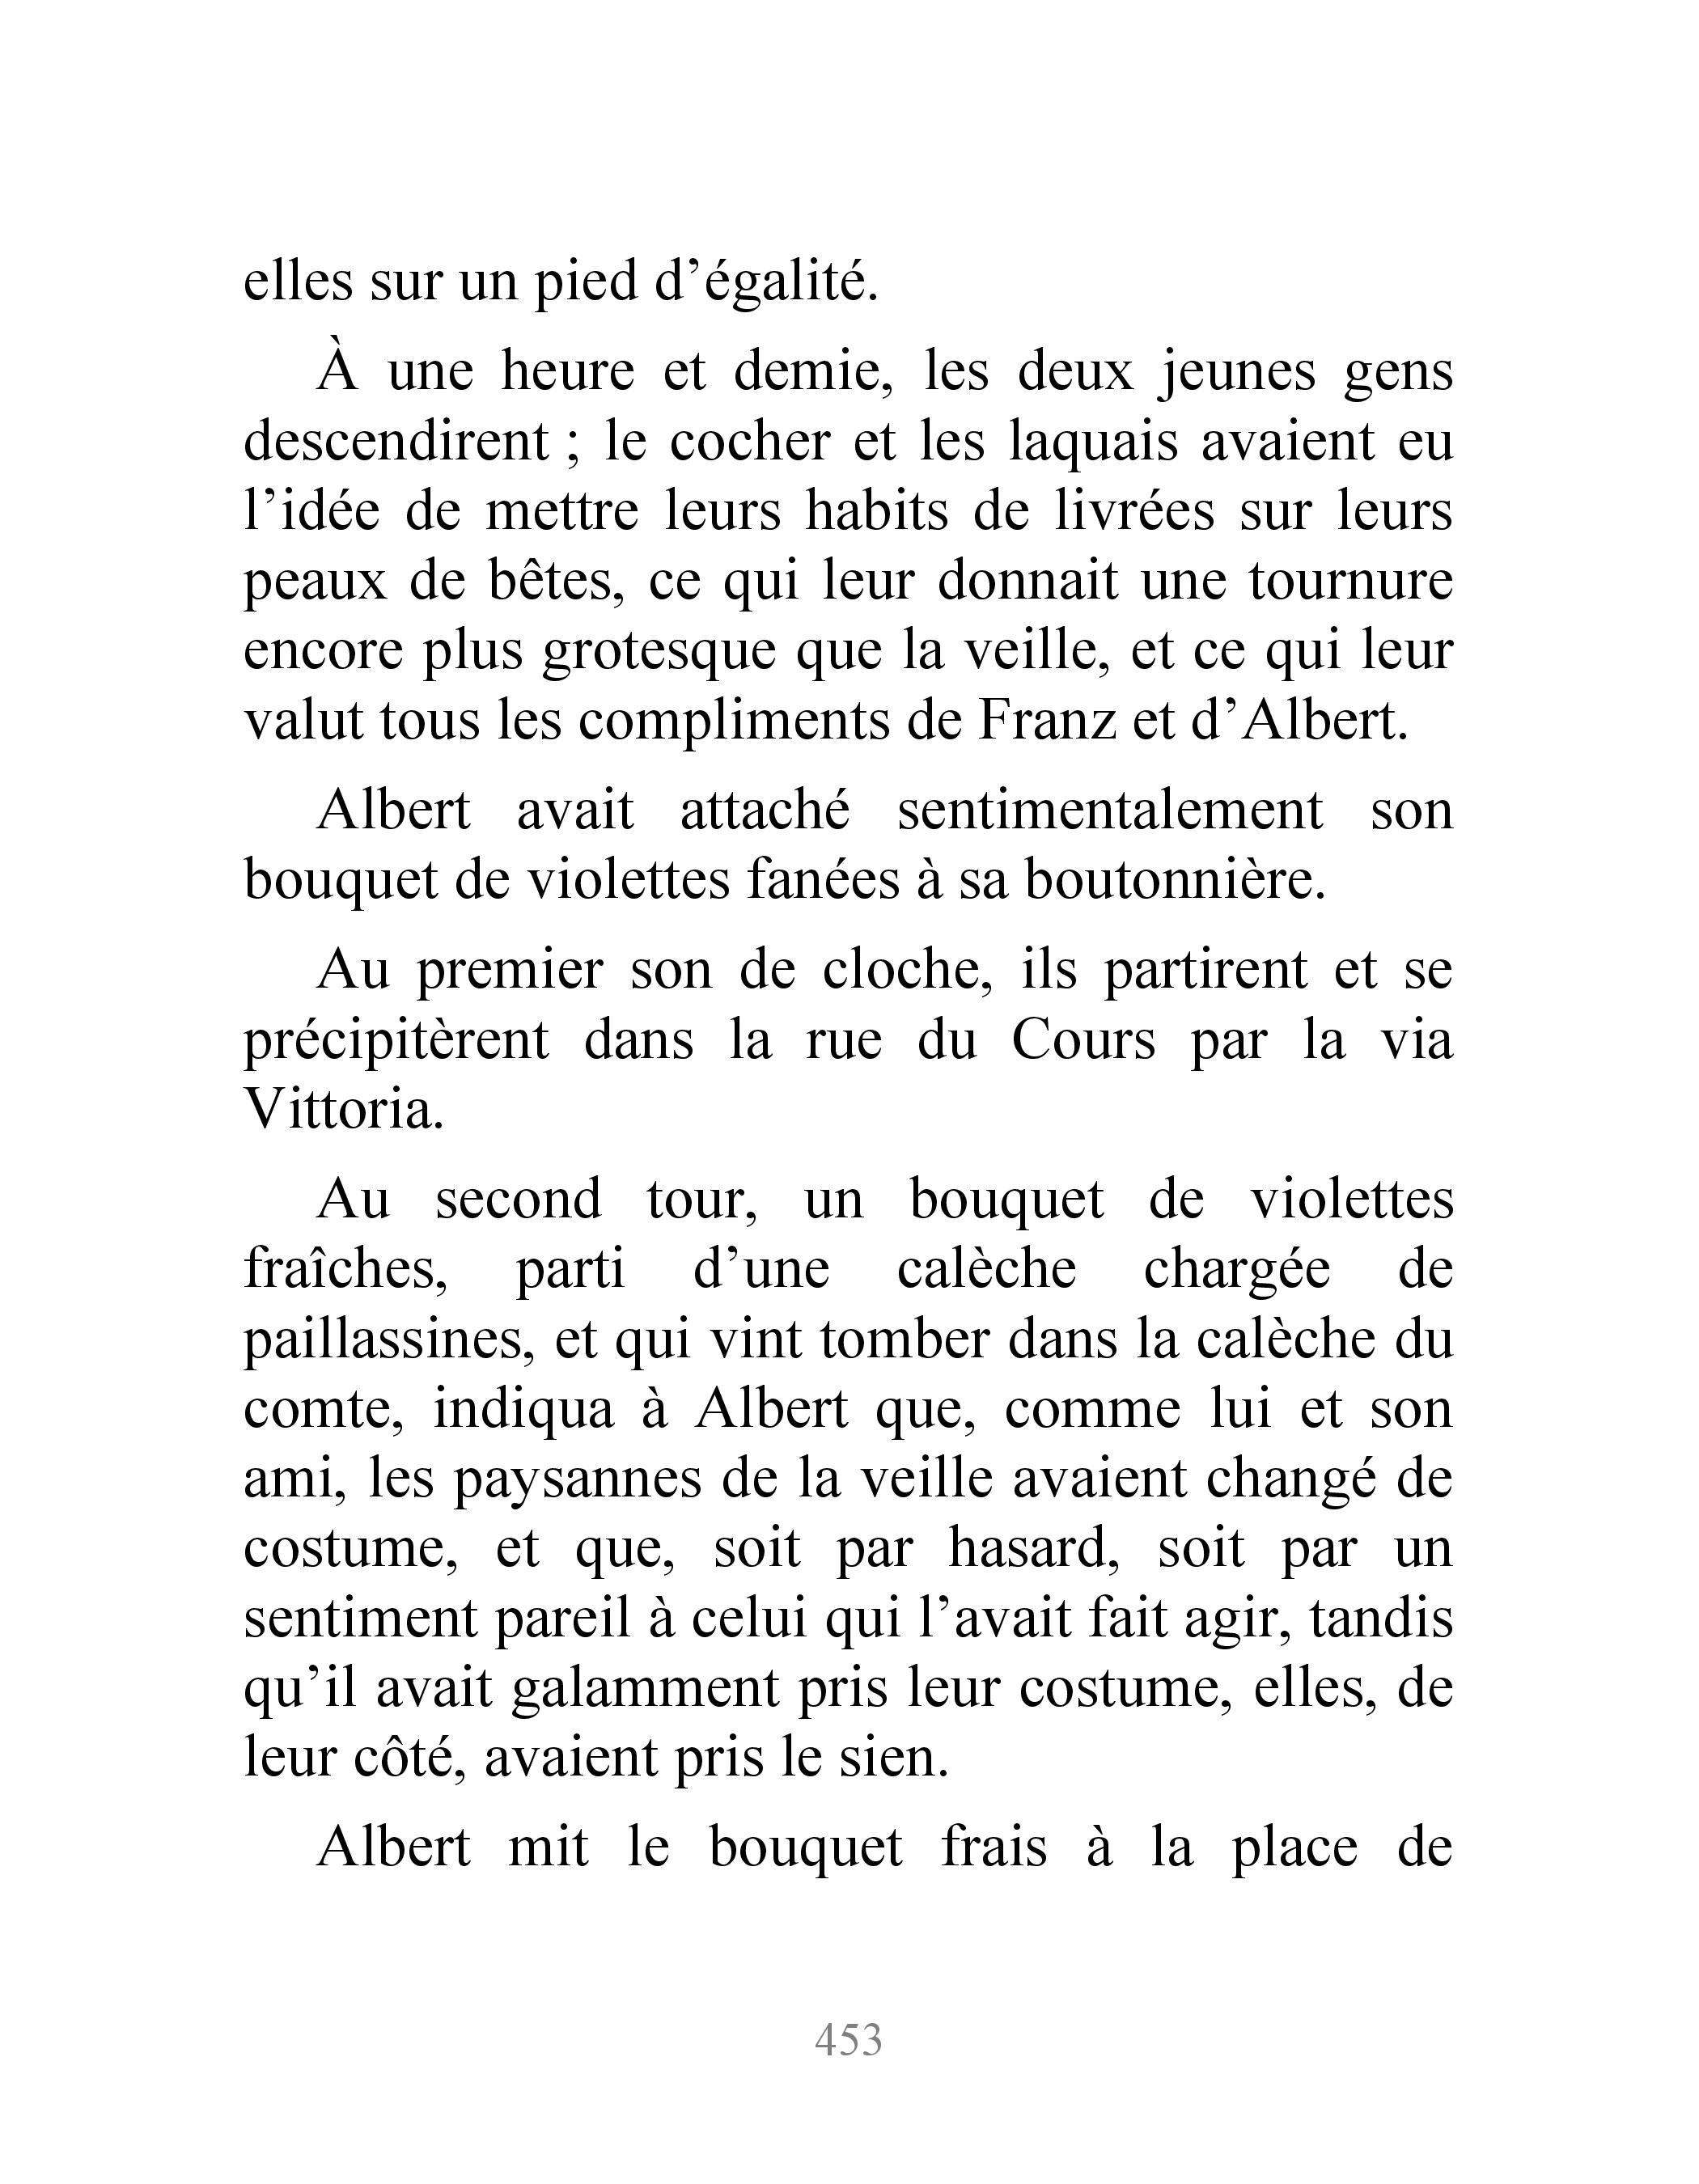 elles sur un pied d’égalité.
À une heure et demie, les deux jeunes gens
descendirent ; le cocher et les laquais avaient eu
l’idée de mettre leurs habits de livrées sur leurs
peaux de bêtes, ce qui leur donnait une tournure
encore plus grotesque que la veille, et ce qui leur
valut tous les compliments de Franz et d’Albert.
Albert avait attaché sentimentalement son
bouquet de violettes fanées à sa boutonnière.
Au premier son de cloche, ils partirent et se
précipitèrent dans la rue du Cours par la via
Vittoria.
Au second tour, un bouquet de violettes
fraîches, parti d’une calèche chargée de
paillassines, et qui vint tomber dans la calèche du
comte, indiqua à Albert que, comme lui et son
ami, les paysannes de la veille avaient changé de
costume, et que, soit par hasard, soit par un
sentiment pareil à celui qui l’avait fait agir, tandis
qu’il avait galamment pris leur costume, elles, de
leur côté, avaient pris le sien.
Albert mit le bouquet frais à la place de
453